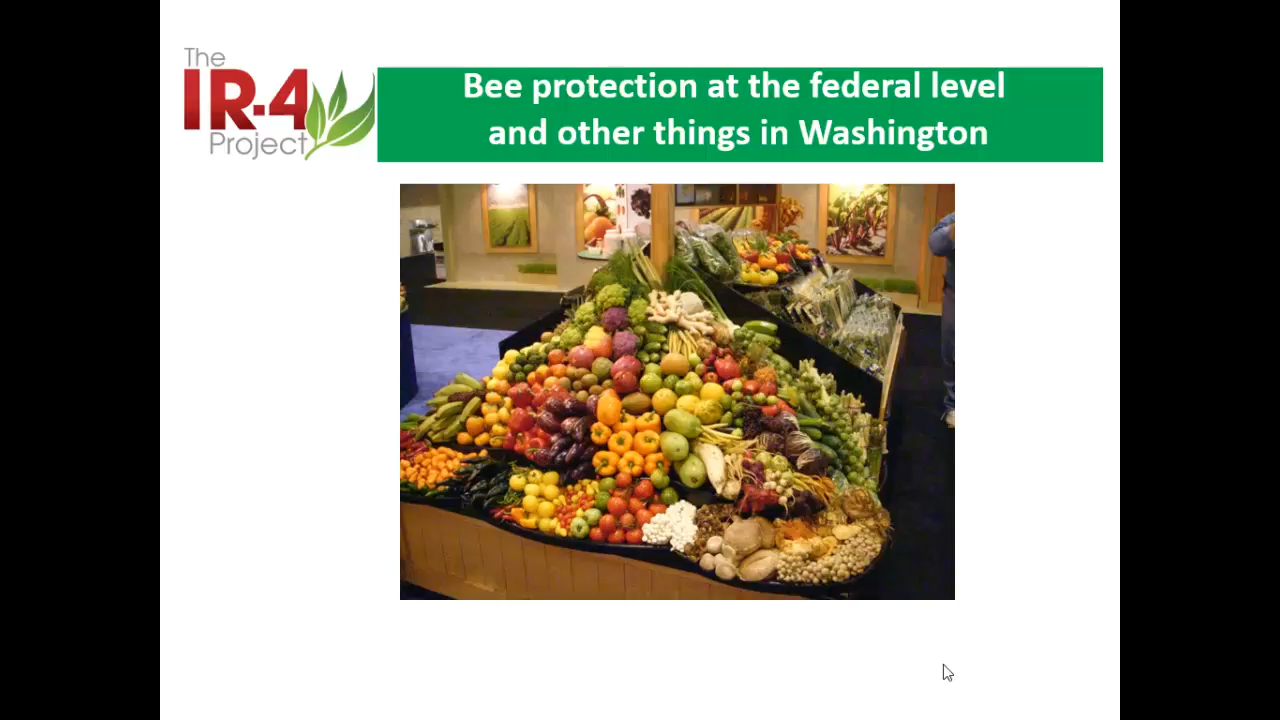 The
IR-4
Project
Bee protection at the federal level
and other things in Washington